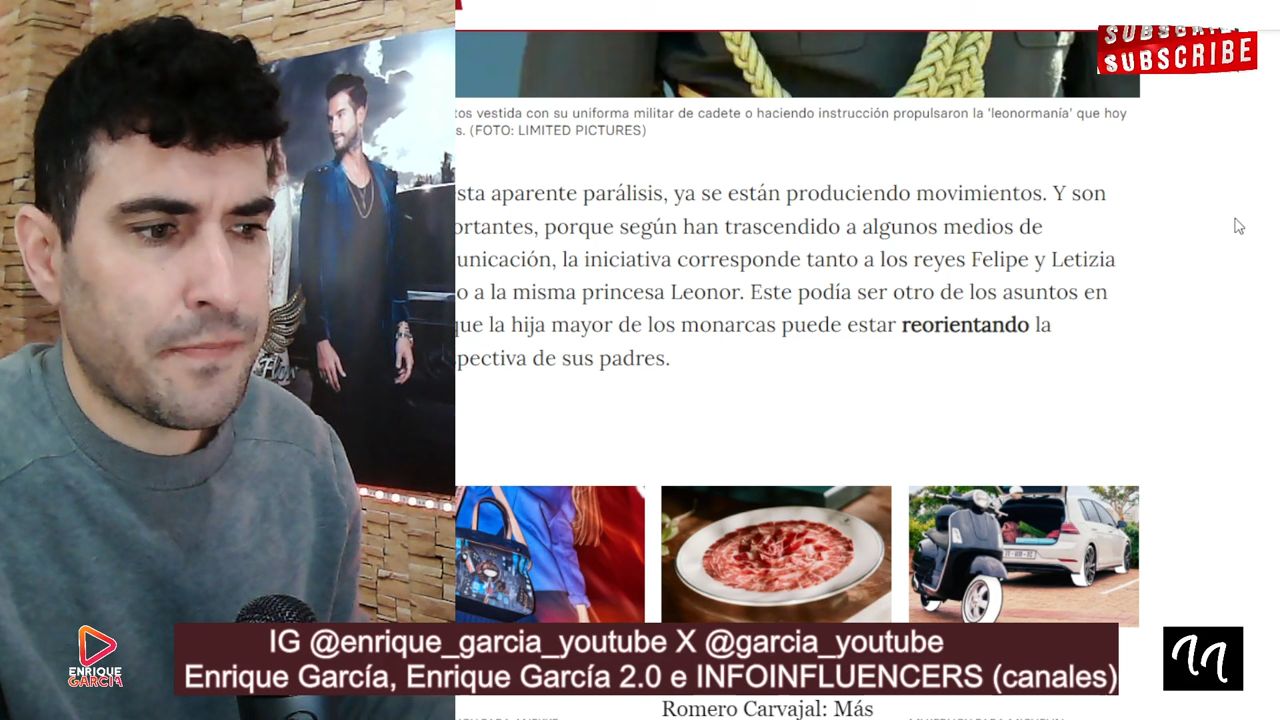 SUBSCRIBE
SUBSCRIBE
tos vestida con su uniforme militar de cadete o haciendo instrucción propulsaron la 'leonormanía' que hoy
s. (FOTO: LIMITED PICTURES)
sta aparente parálisis, ya se están produciendo movimientos. Y son
ortantes, porque según han trascendido a algunos medios de
unicación, la iniciativa corresponde tanto a los reyes Felipe y Letizia
o a la misma princesa Leonor. Este podía ser otro de los asuntos en
que la hija mayor de los monarcas puede estar reorientando la
spectiva de sus padres.
IG @enrique_garcia_youtube X @garcia_youtube
Enrique García, Enrique García 2.0 e INFOINFLUENCERS (canales)
ENRIQUE
GARCÍA
Romero Carvajal: Más